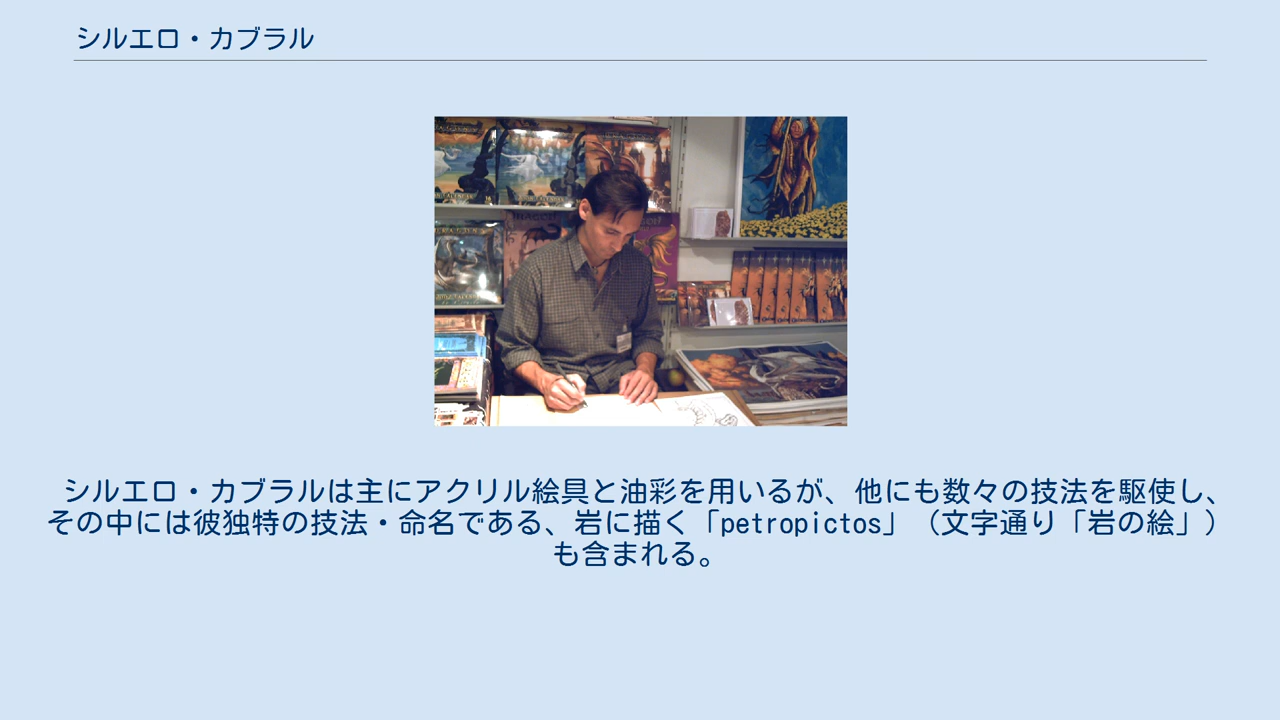 シルエロ・カブラル
シルエロ・カブラルは主にアクリル絵具と油彩を用いるが、他にも数々の技法を駆使し、
その中には彼独特の技法・命名である、岩に描く「petropictos」（文字通り「岩の絵」）
も含まれる。